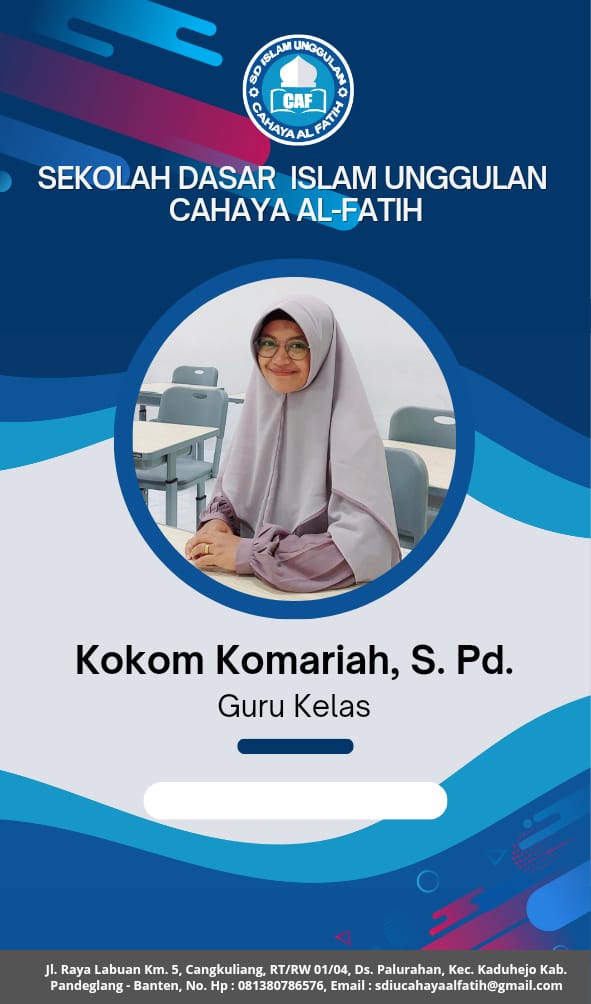 SD ISLAM UNGGULAN
CAF
CAHAYA AL FATIH
SEKOLAH DASAR ISLAM UNGGULAN
CAHAYA AL-FATIH
Kokom Komariah, S. Pd.
Guru Kelas
Jl. Raya Labuan Km. 5, Cangkuliang, RT/RW 01/04, Ds. Palurahan, Kec. Kaduhejo Kab.
Pandeglang - Banten, No. Hp : 081380786576, Email : sdiucahayaalfatih@gmail.com